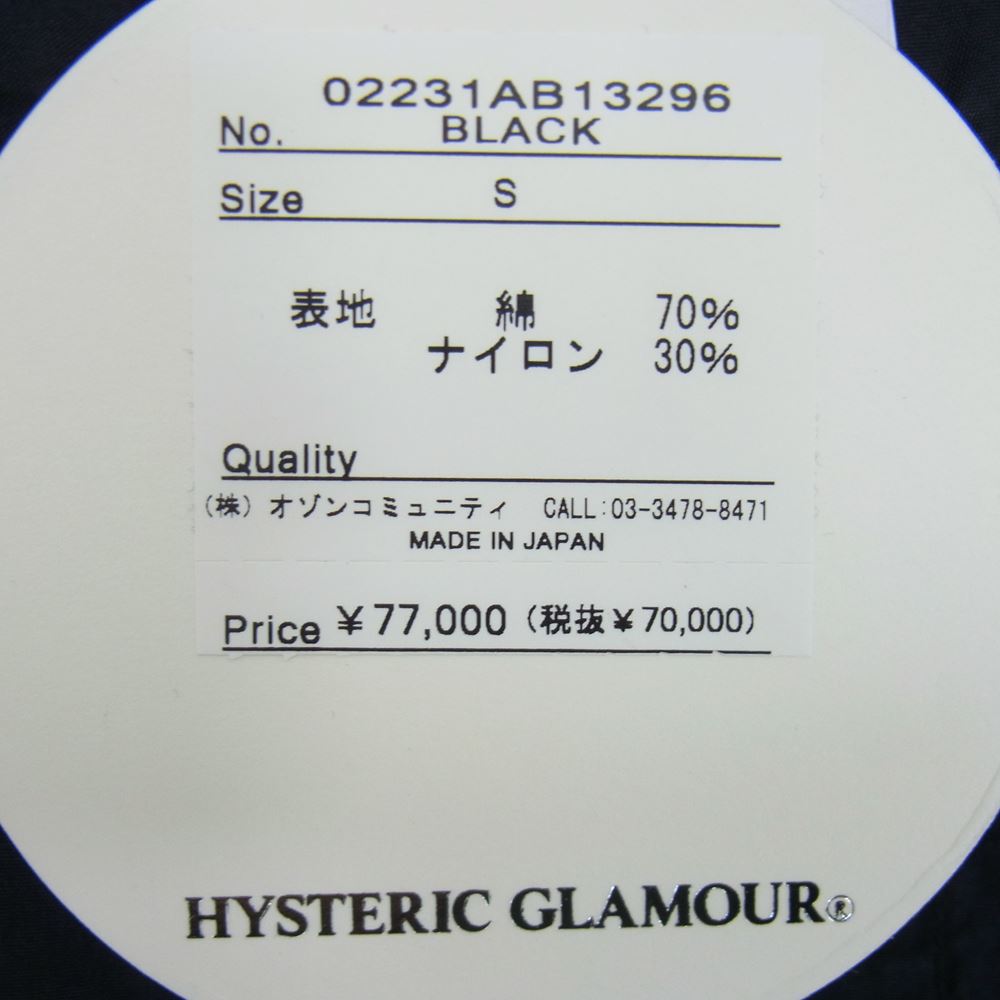 02231AB13296
No. BLACK
Size S
表地 綿 70%
ナイロン 30%
Quality
(株) オゾンコミュニティ CALL:03-3478-8471
MADE IN JAPAN
Price ¥77,000 (税抜¥70,000)
HYSTERIC GLAMOUR®